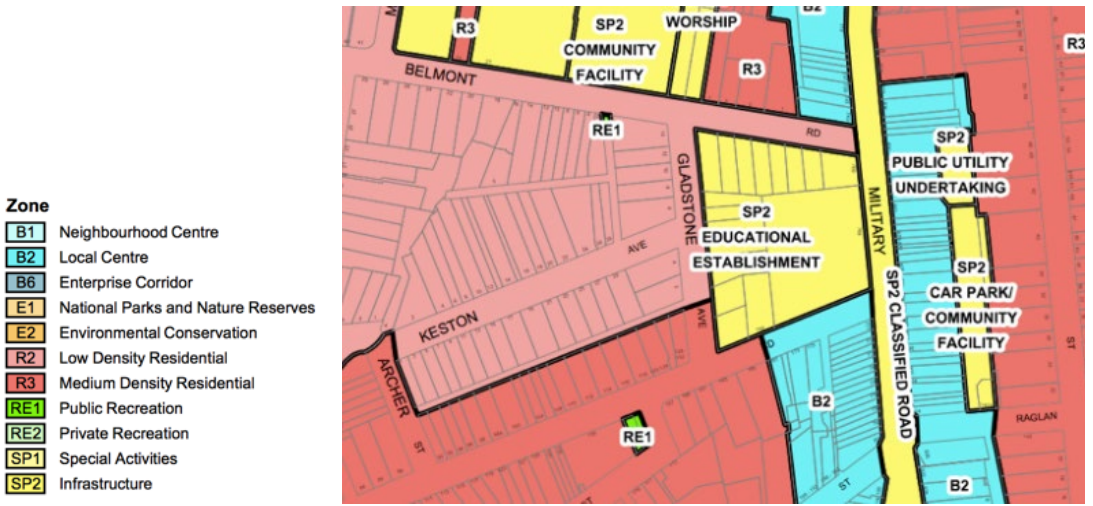 Zone
B1 Neighbourhood Centre
B2 Local Centre
B6 Enterprise Corridor
E1 National Parks and Nature Reserves
E2 Environmental Conservation
R2 Low Density Residential
R3 Medium Density Residential
RE1 Public Recreation
RE2 Private Recreation
SP1 Special Activities
SP2 Infrastructure
R3
SP2
COMMUNITY
FACILITY
WORSHIP
R3
B2
R3
BELMONT
RD
RE1
GLADSTONE
AVE
SP2
EDUCATIONAL
ESTABLISHMENT
MILITARY
SP2 CLASSIFIED ROAD
SP2
PUBLIC UTILITY
UNDERTAKING
SP2
CAR PARK/
COMMUNITY
FACILITY
ST
KESTON
AVE
ARCHER
ST
RE1
B2
RAGLAN
B2
ST
ST